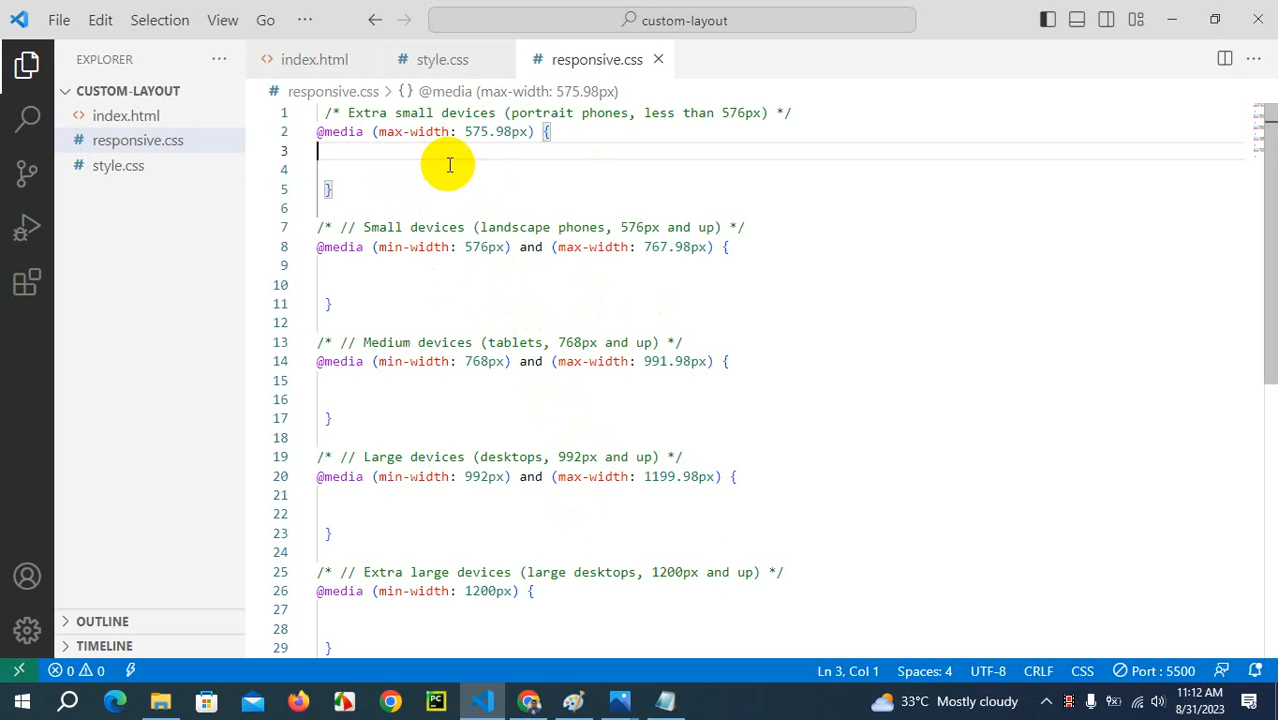 File Edit Selection View Go ··· custom-layout
EXPLORER ···
index.html
# style.css
# responsive.css
CUSTOM-LAYOUT
index.html
# responsive.css
# style.css
OUTLINE
TIMELINE
# responsive.css > {} @media (max-width: 575.98px)
1 /* Extra small devices (portrait phones, less than 576px) */
2 @media (max-width: 575.98px) {
3
4
5 }
6
7 /* // Small devices (landscape phones, 576px and up) */
8 @media (min-width: 576px) and (max-width: 767.98px) {
9
10
11 }
12
13 /* // Medium devices (tablets, 768px and up) */
14 @media (min-width: 768px) and (max-width: 991.98px) {
15
16
17 }
18
19 /* // Large devices (desktops, 992px and up) */
20 @media (min-width: 992px) and (max-width: 1199.98px) {
21
22
23 }
24
25 /* // Extra large devices (large desktops, 1200px and up) */
26 @media (min-width: 1200px) {
27
28
29 }
0 0 Ln 3, Col 1 Spaces: 4 UTF-8 CRLF CSS Port : 5500
PC 33°C Mostly cloudy 11:12 AM
8/31/2023